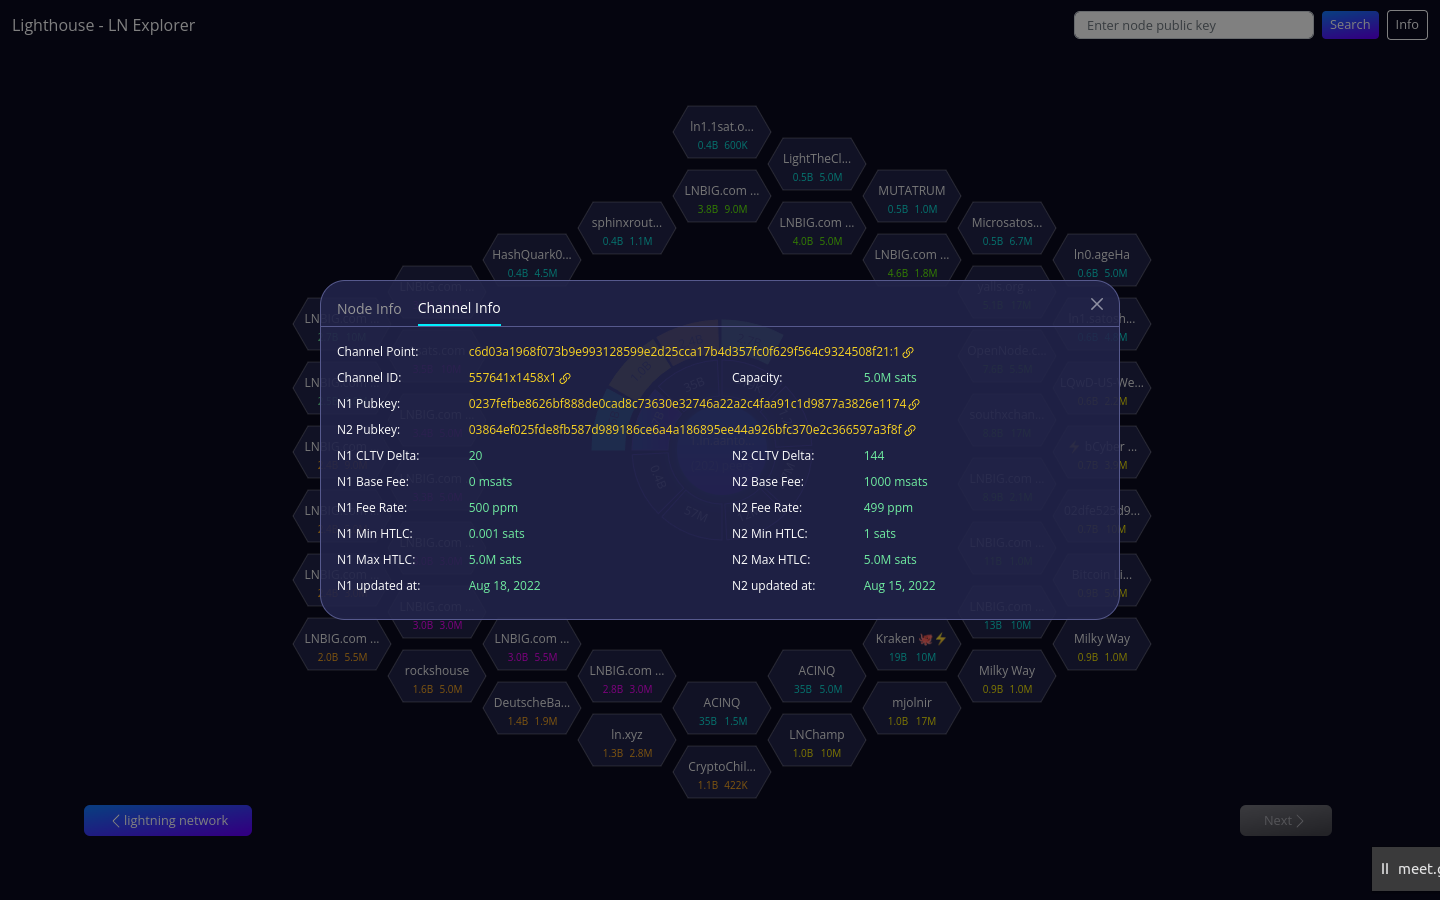 Lighthouse - LN Explorer
Enter node public key
Search
Info
ln1.1sat.o...
0.4B 600K
LightTheCl...
0.5B 5.0M
LNBIG.com ...
3.8B 9.0M
MUTATRUM
0.5B 1.0M
sphinxrout...
0.4B 1.1M
LNBIG.com ...
4.0B 5.0M
Microsatos...
0.5B 6.7M
HashQuark0...
0.4B 4.5M
LNBIG.com ...
4.6B 1.8M
ln0.ageHa
0.6B 5.0M
Node Info
Channel Info
Channel Point: c6d03a1968f073b9e993128599e2d25cca17b4d357fc0f629f564c9324508f21:1
Channel ID: 557641x1458x1 Capacity: 5.0M sats
N1 Pubkey: 0237fefbe8626bf888de0cad8c73630e32746a22a2c4faa91c1d9877a3826e1174
N2 Pubkey: 03864ef025fde8fb587d989186ce6a4a186895ee44a926bfc370e2c366597a3f8f
N1 CLTV Delta: 20 N2 CLTV Delta: 144
N1 Base Fee: 0 msats N2 Base Fee: 1000 msats
N1 Fee Rate: 500 ppm N2 Fee Rate: 499 ppm
N1 Min HTLC: 0.001 sats N2 Min HTLC: 1 sats
N1 Max HTLC: 5.0M sats N2 Max HTLC: 5.0M sats
N1 updated at: Aug 18, 2022 N2 updated at: Aug 15, 2022
LNBIG.com
3.0B 3.0M
LNBIG.com
13B 10M
LNBIG.com ...
2.0B 5.5M
LNBIG.com ...
3.0B 5.5M
Kraken 🐙⚡
19B 10M
Milky Way
0.9B 1.0M
rockshouse
1.6B 5.0M
LNBIG.com ...
2.8B 3.0M
ACINQ
35B 5.0M
Milky Way
0.9B 1.0M
DeutscheBa...
1.4B 1.9M
ACINQ
35B 1.5M
mjolnir
1.0B 17M
ln.xyz
1.3B 2.8M
LNChamp
1.0B 10M
CryptoChil...
1.1B 422K
lightning network
Next
meet.g